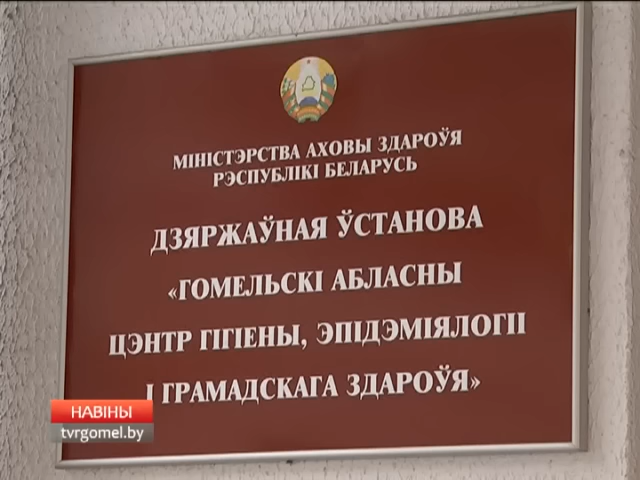 МІНІСТЭРСТВА АХОВЫ ЗДАРОЎЯ
РЭСПУБЛІКІ БЕЛАРУСЬ
ДЗЯРЖАЎНАЯ ЎСТАНОВА
«ГОМЕЛЬСКІ АБЛАСНЫ
ЦЭНТР ГІГІЕНЫ, ЭПІДЭМІЯЛОГІІ
І ГРАМАДСКАГА ЗДАРОЎЯ»
НАВІНЫ
tvrgomel.by